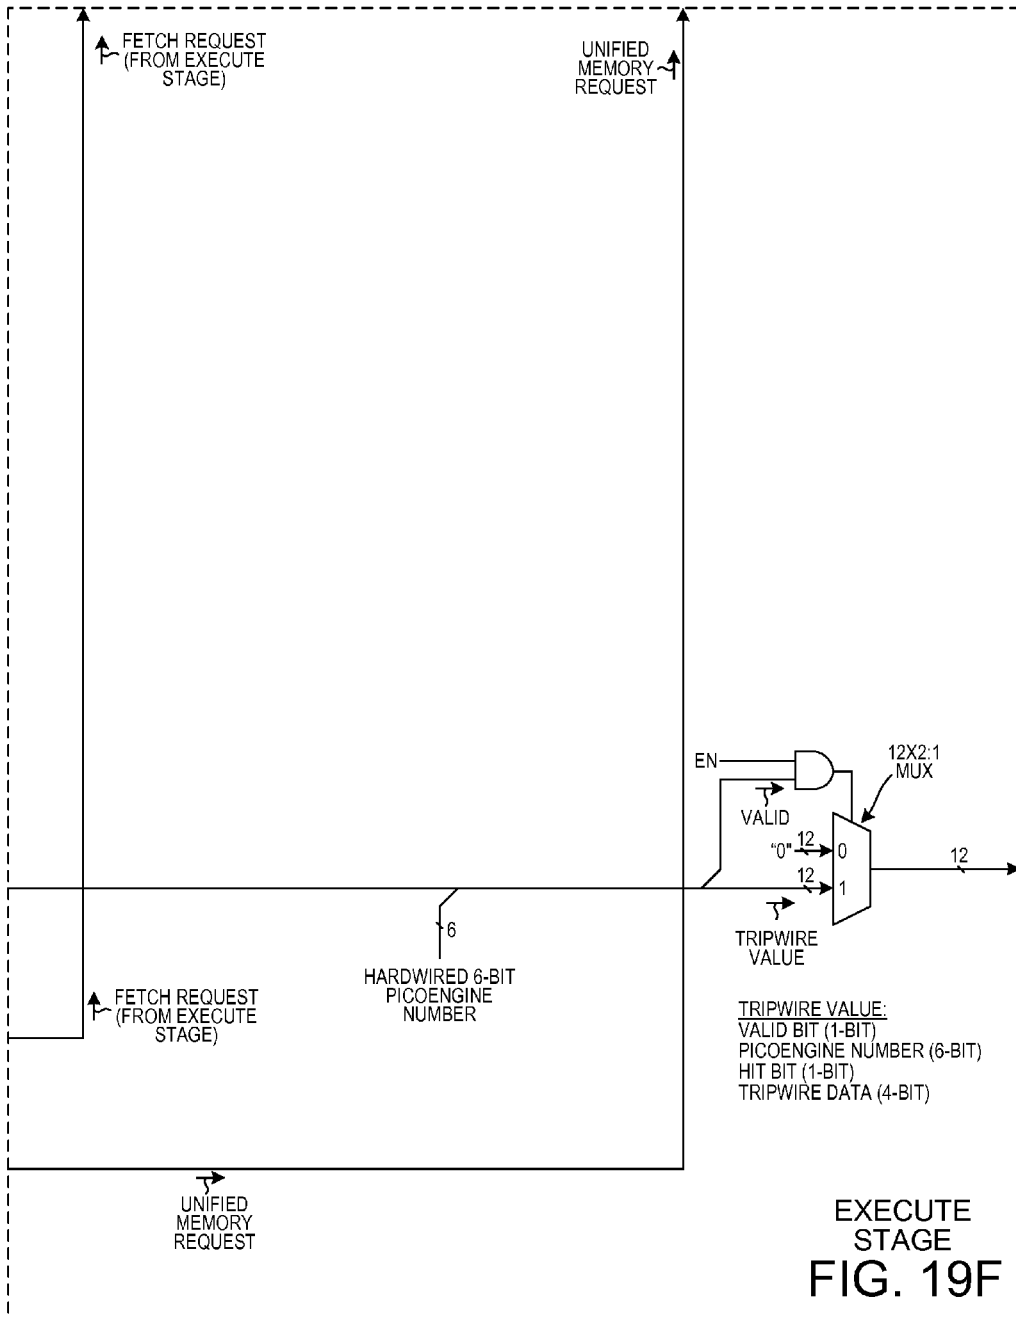 FETCH REQUEST
(FROM EXECUTE
STAGE)
UNIFIED
MEMORY
REQUEST
EN
12X2:1
MUX
VALID
"0"
12
0
12
1
12
6
TRIPWIRE
VALUE
HARDWIRED 6-BIT
PICOENGINE
NUMBER
FETCH REQUEST
(FROM EXECUTE
STAGE)
TRIPWIRE VALUE:
VALID BIT (1-BIT)
PICOENGINE NUMBER (6-BIT)
HIT BIT (1-BIT)
TRIPWIRE DATA (4-BIT)
UNIFIED
MEMORY
REQUEST
EXECUTE
STAGE
FIG. 19F